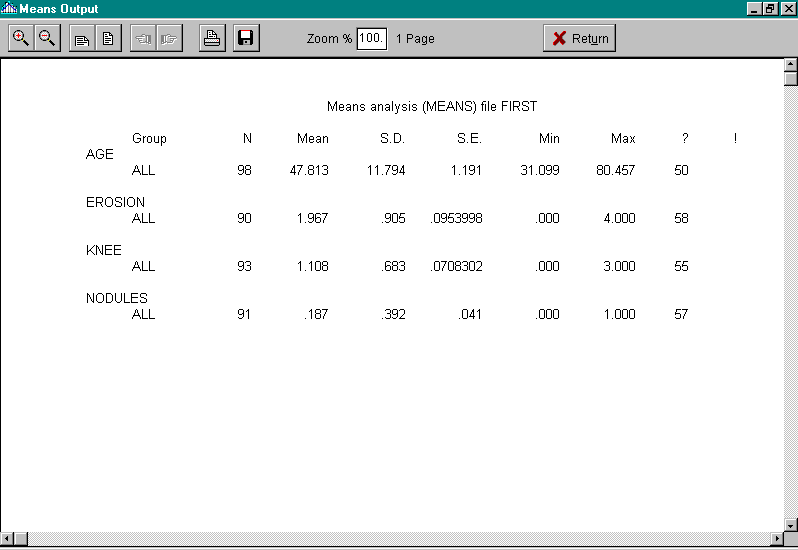 Means Output
Zoom % 100. 1 Page Return
Means analysis (MEANS) file FIRST
Group N Mean S.D. S.E. Min Max ? !
AGE
ALL 98 47.813 11.794 1.191 31.099 80.457 50
EROSION
ALL 90 1.967 .905 .0953998 .000 4.000 58
KNEE
ALL 93 1.108 .683 .0708302 .000 3.000 55
NODULES
ALL 91 .187 .392 .041 .000 1.000 57